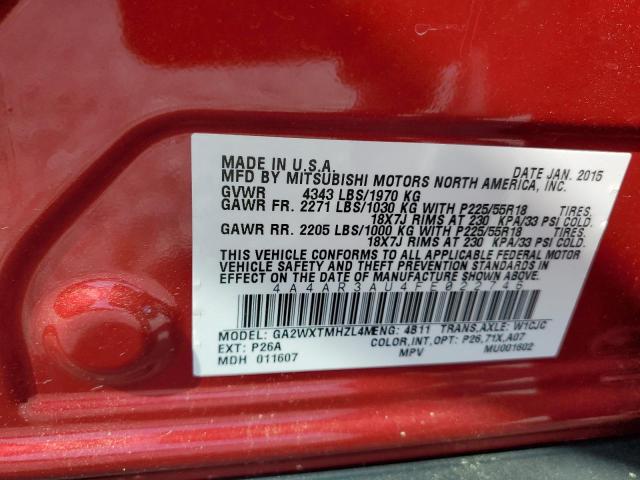 MADE IN U.S.A. DATE JAN. 2015
MFD BY MITSUBISHI MOTORS NORTH AMERICA, INC.
GVWR 4343 LBS/1970 KG
GAWR FR. 2271 LBS/1030 KG WITH P225/55R18 TIRES.
18X7J RIMS AT 230 KPA/33 PSI COLD.
GAWR RR. 2205 LBS/1000 KG WITH P225/55R18 TIRES.
18X7J RIMS AT 230 KPA/33 PSI COLD.
THIS VEHICLE CONFORMS TO ALL APPLICABLE FEDERAL MOTOR
VEHICLE SAFETY AND THEFT PREVENTION STANDARDS IN
EFFECT ON THE DATE OF MANUFACTURE SHOWN ABOVE.
4A4AR3AU4FE022746
MODEL: GA2WXTMHZL4M ENG: 4B11 TRANS,AXLE: W1CJC
EXT: P26A COLOR,INT,OPT: P26,71X,A07
MDH 011607 MPV MU001602